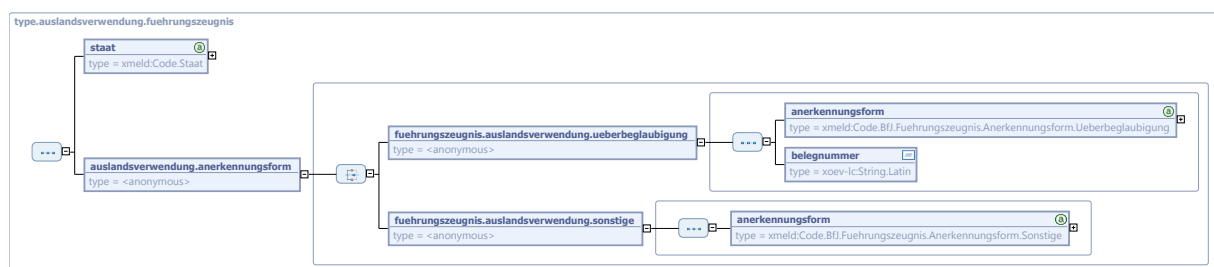 type.auslandsverwendung.fuehrungszeugnis
staat
a
type = xmeld:Code.Staat
auslandsverwendung.anerkennungsform
type = <anonymous>
fuehrungszeugnis.auslandsverwendung.ueberbeglaubigung
type = <anonymous>
anerkennungsform
a
type = xmeld:Code.BfJ.Fuehrungszeugnis.Anerkennungsform.Ueberbeglaubigung
belegnummer
type = xoev-lc:String.Latin
fuehrungszeugnis.auslandsverwendung.sonstige
type = <anonymous>
anerkennungsform
a
type = xmeld:Code.BfJ.Fuehrungszeugnis.Anerkennungsform.Sonstige